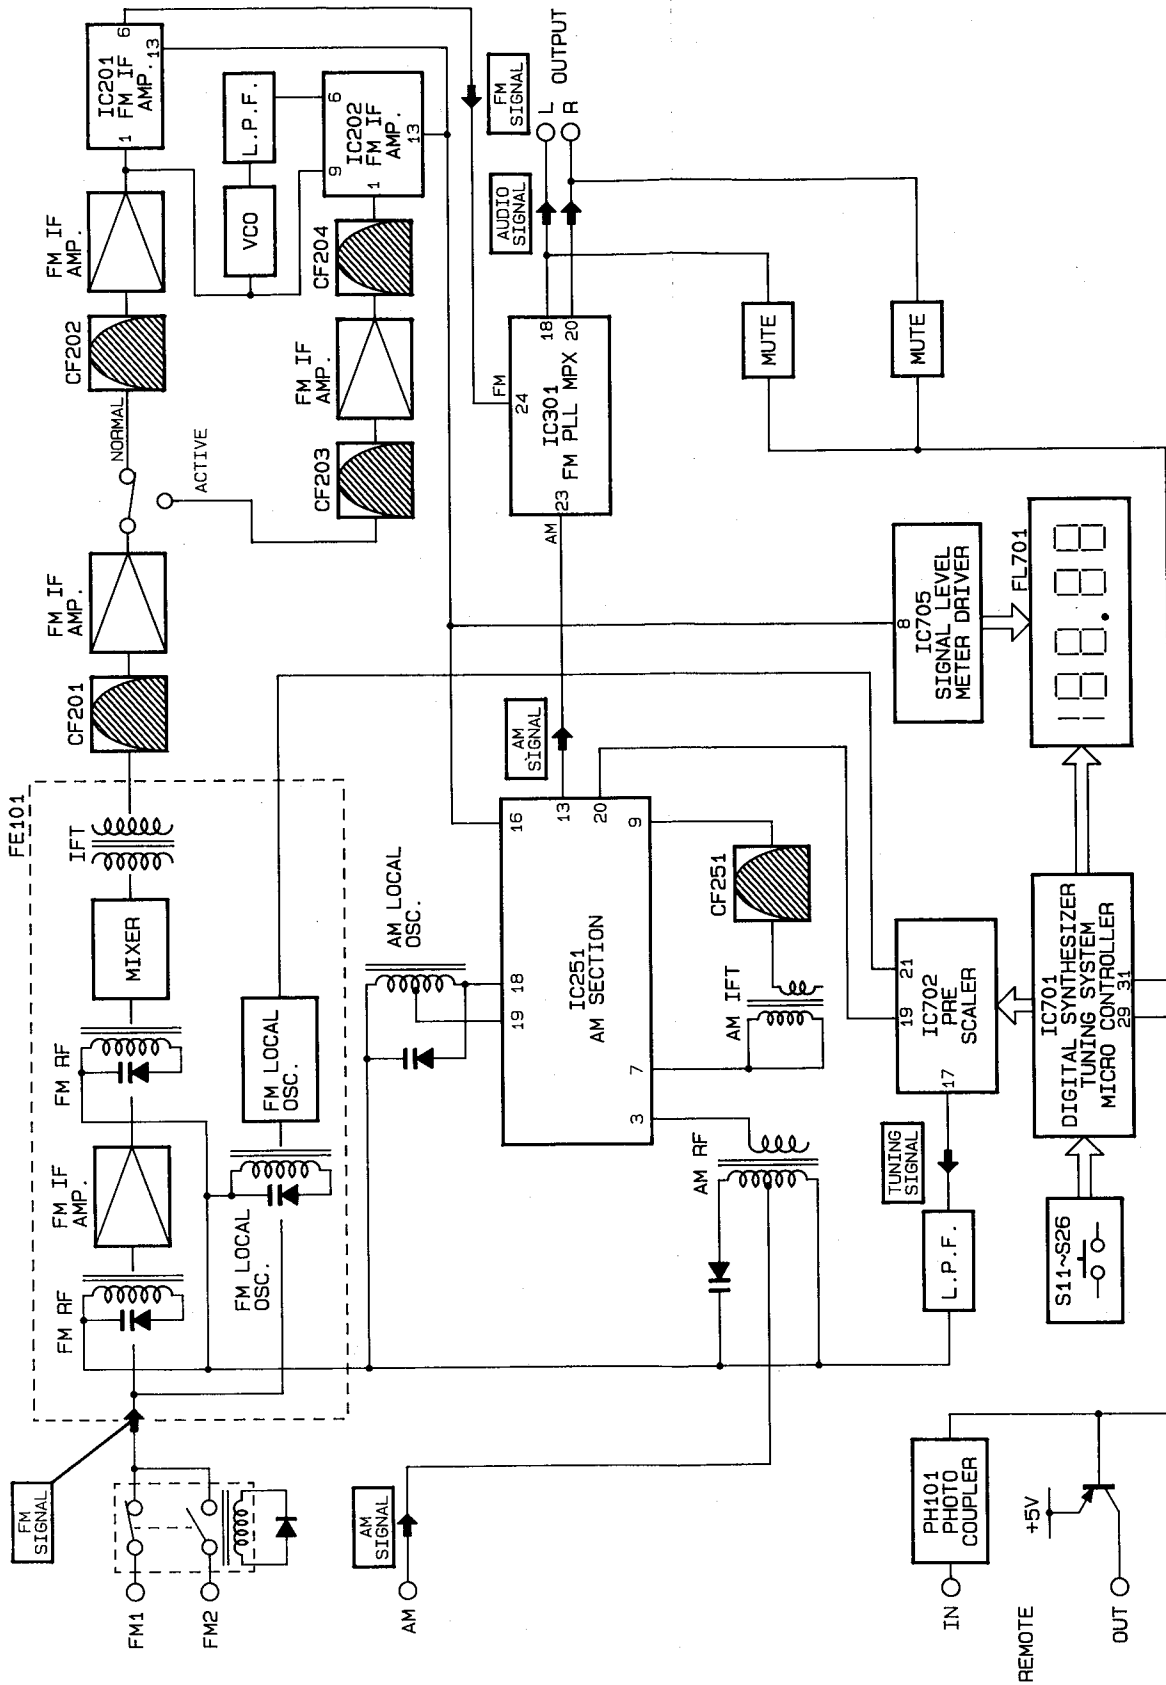 FM SIGNAL
FM1
FM2
FE101
FM RF
FM IF
AMP.
FM RF
MIXER
IFT
CF201
FM IF
AMP.
NORMAL
ACTIVE
CF202
FM IF
AMP.
1
IC201
FM IF
AMP.
6
13
FM LOCAL
OSC.
FM LOCAL
OSC.
VCO
L.P.F.
CF203
FM IF
AMP.
CF204
9
6
1
IC202
FM IF
AMP.
13
AM
SIGNAL
AM
AM LOCAL
OSC.
19
18
16
IC251
AM SECTION
13
20
3
7
9
AM
SIGNAL
AM
FM
24
23
IC301
FM PLL MPX
18
20
AUDIO
SIGNAL
FM
SIGNAL
L
R
OUTPUT
AM RF
AM IFT
CF251
MUTE
MUTE
TUNING
SIGNAL
L.P.F.
19
21
17
IC702
PRE
SCALER
8
IC705
SIGNAL LEVEL
METER DRIVER
FL701
188.88
S11~S26
IC701
DIGITAL SYNTHESIZER
TUNING SYSTEM
MICRO CONTROLLER
29
31
PH101
PHOTO
COUPLER
IN
REMOTE
+5V
OUT